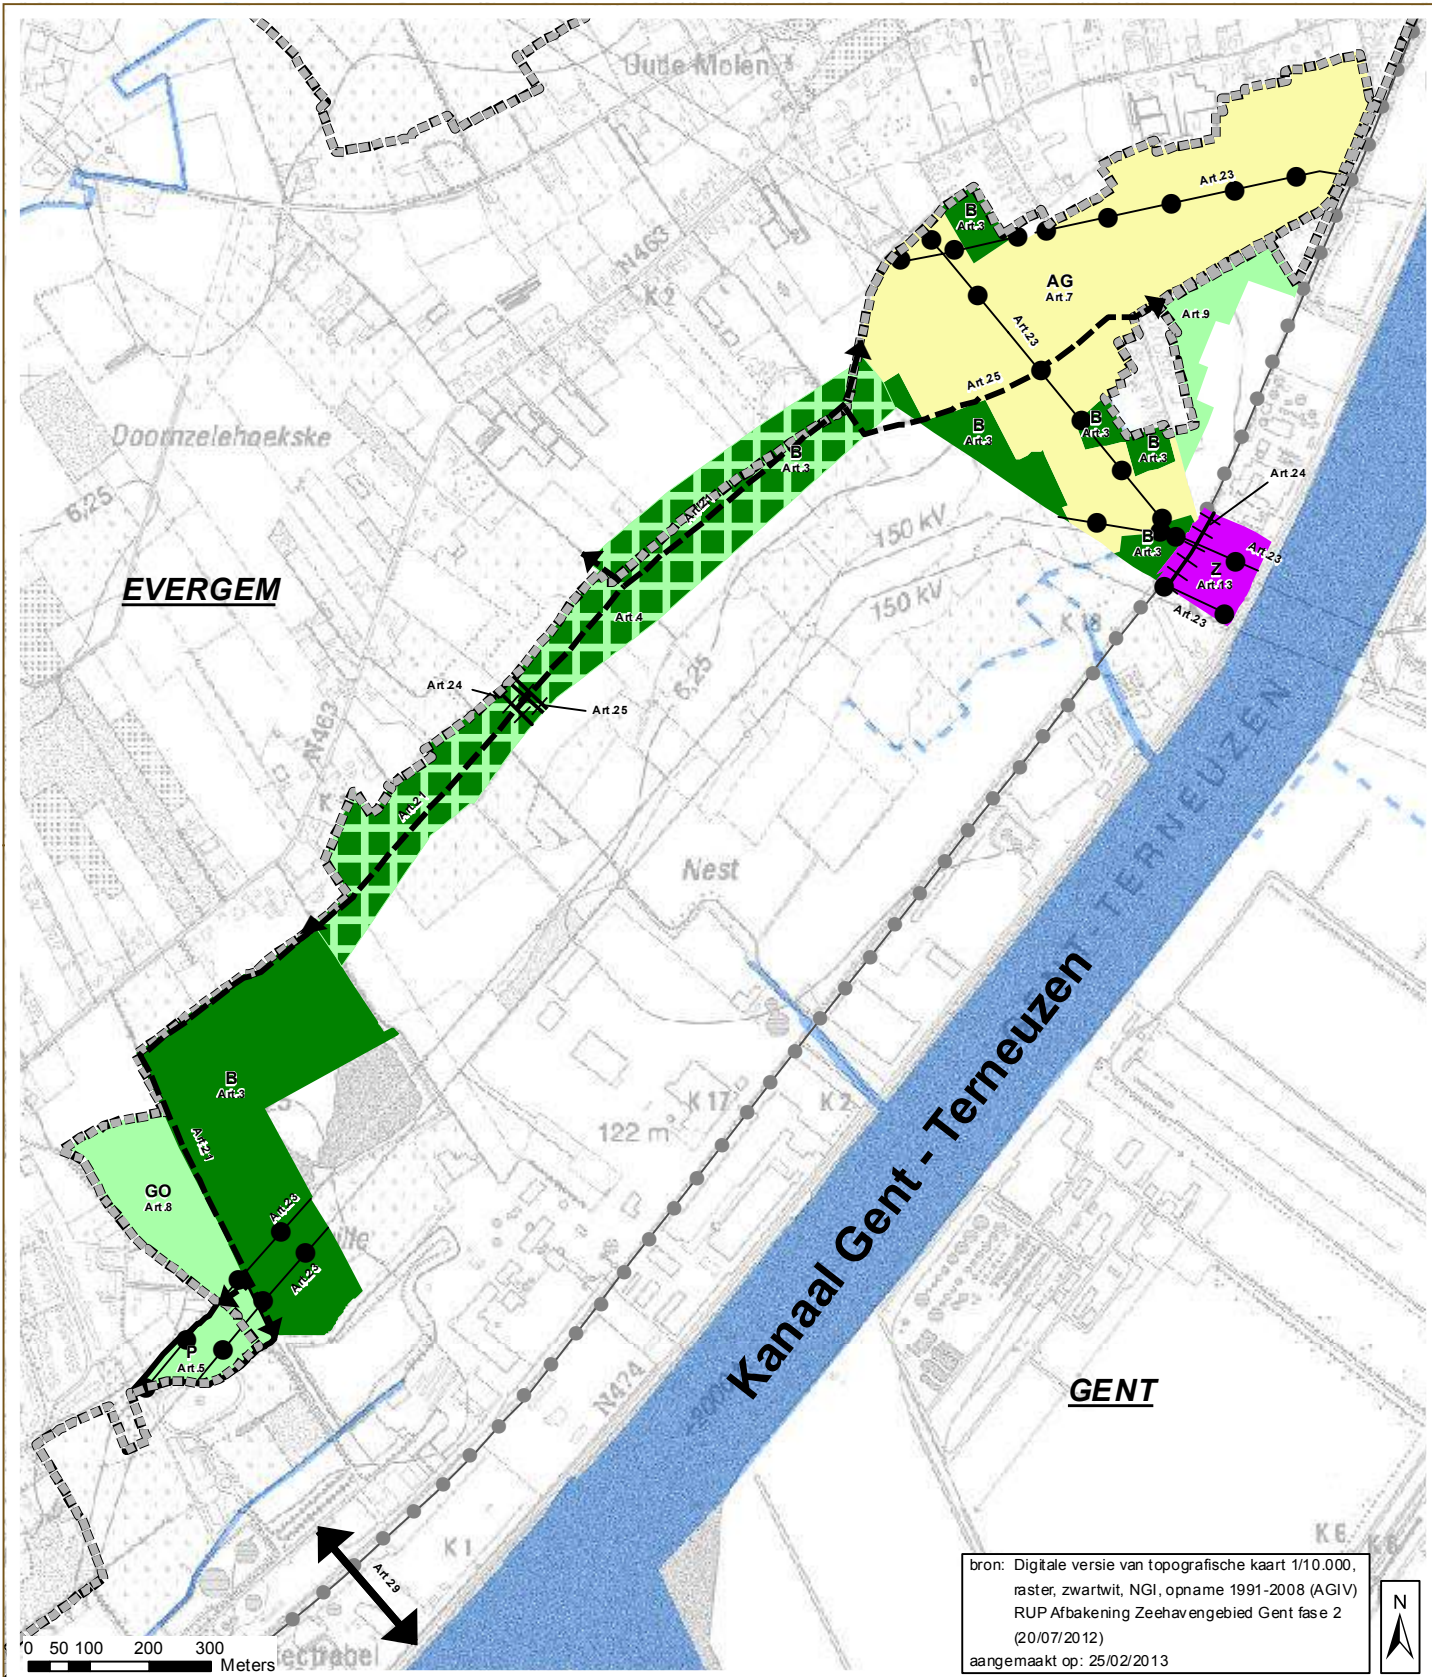 Oude Molen
Art.23
B
Art.3
N463
K 2
AG
Art.7
Art.9
Art.23
Art.25
Doornzelehoekske
B
Art.3
B
Art.3
B
Art.3
B
Art.3
Art.24
6,25
Art.21
150 kV
B
Art.3
Art.23
EVERGEM
Z
Art.13
150 kV
Art.4
Art.23
K 18
6,25
Art.24
Art.25
N463
Art.21
TERNEUZEN
Nest
B
Art.3
K 17
K 2
122 m
Kanaal Gent - Terneuzen
GO
Art.8
Art.21
Art.23
Art.23
P
Art.5
GENT
K 1
Art.29
K 6
bron: Digitale versie van topografische kaart 1/10.000,
raster, zwartwit, NGI, opname 1991-2008 (AGIV)
RUP Afbakening Zeehavengebied Gent fase 2
(20/07/2012)
aangemaakt op: 25/02/2013
N
0 50 100 200 300
Meters